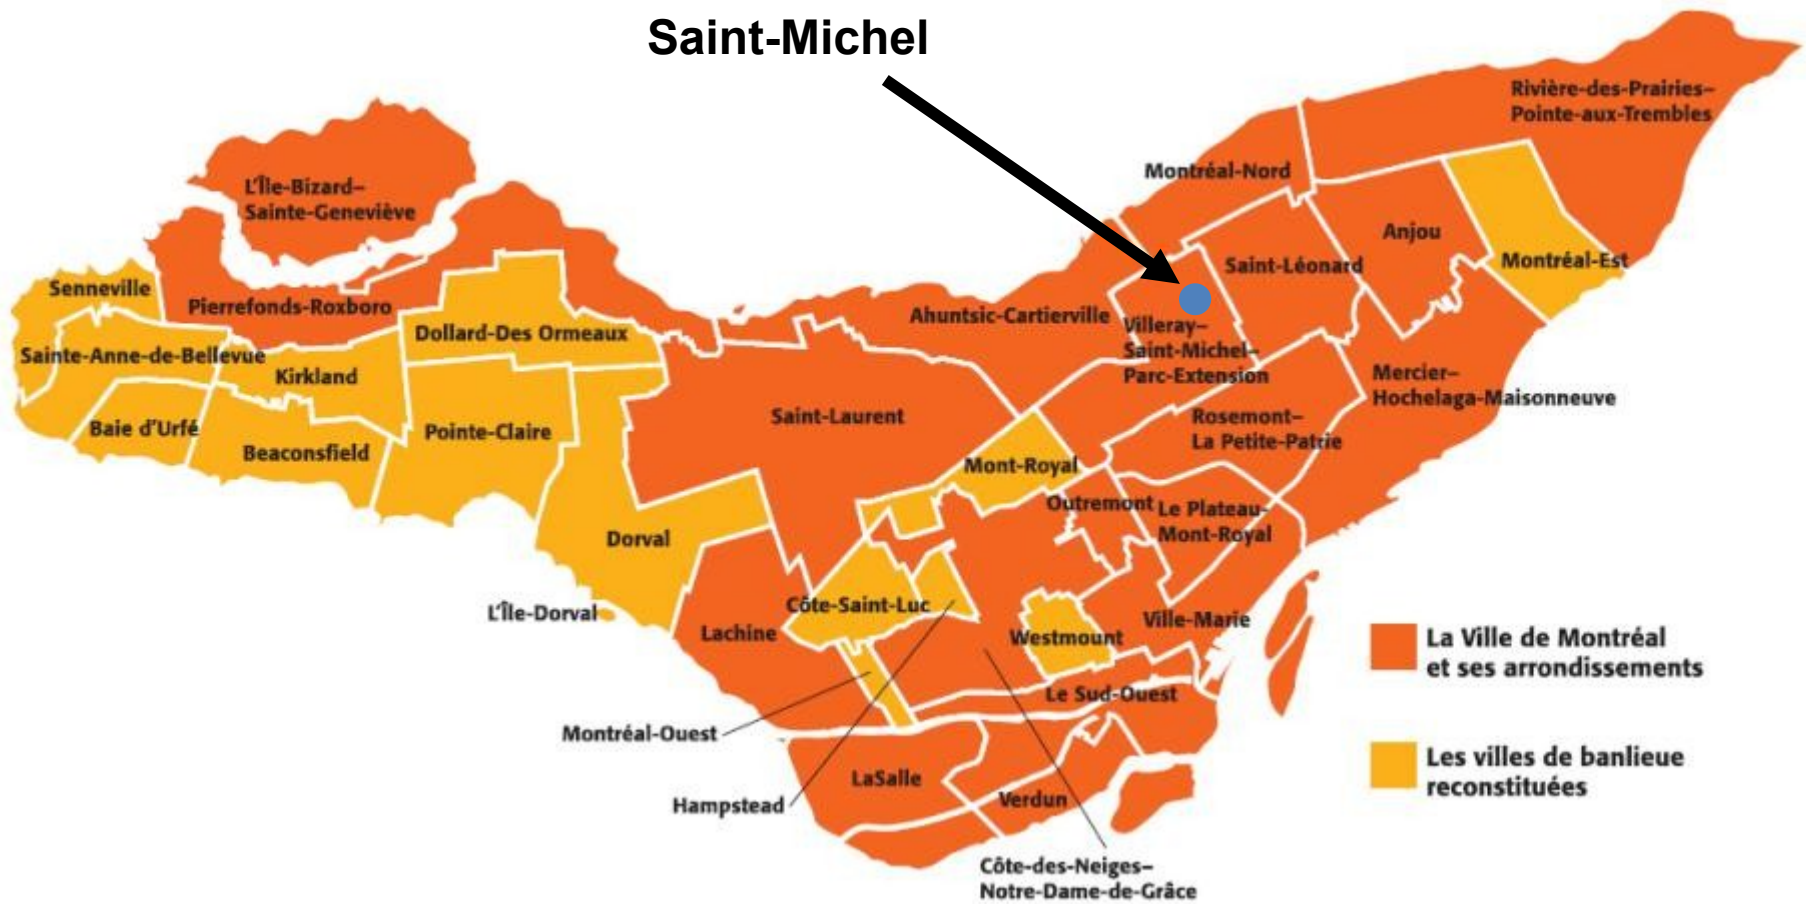 Saint-Michel
Rivière-des-Prairies–
Pointe-aux-Trembles
Montréal-Nord
L'Île-Bizard–
Sainte-Geneviève
Anjou
Montréal-Est
Saint-Léonard
Senneville
Pierrefonds-Roxboro
Ahuntsic-Cartierville
Villeray–
Saint-Michel–
Parc-Extension
Dollard-Des Ormeaux
Sainte-Anne-de-Bellevue
Kirkland
Mercier–
Hochelaga-Maisonneuve
Baie d'Urfé
Beaconsfield
Pointe-Claire
Saint-Laurent
Rosemont–
La Petite-Patrie
Mont-Royal
Outremont
Le Plateau-
Mont-Royal
Dorval
L'Île-Dorval
Lachine
Côte-Saint-Luc
Westmount
Ville-Marie
La Ville de Montréal
et ses arrondissements
Le Sud-Ouest
Montréal-Ouest
Les villes de banlieue
reconstituées
LaSalle
Hampstead
Verdun
Côte-des-Neiges–
Notre-Dame-de-Grâce